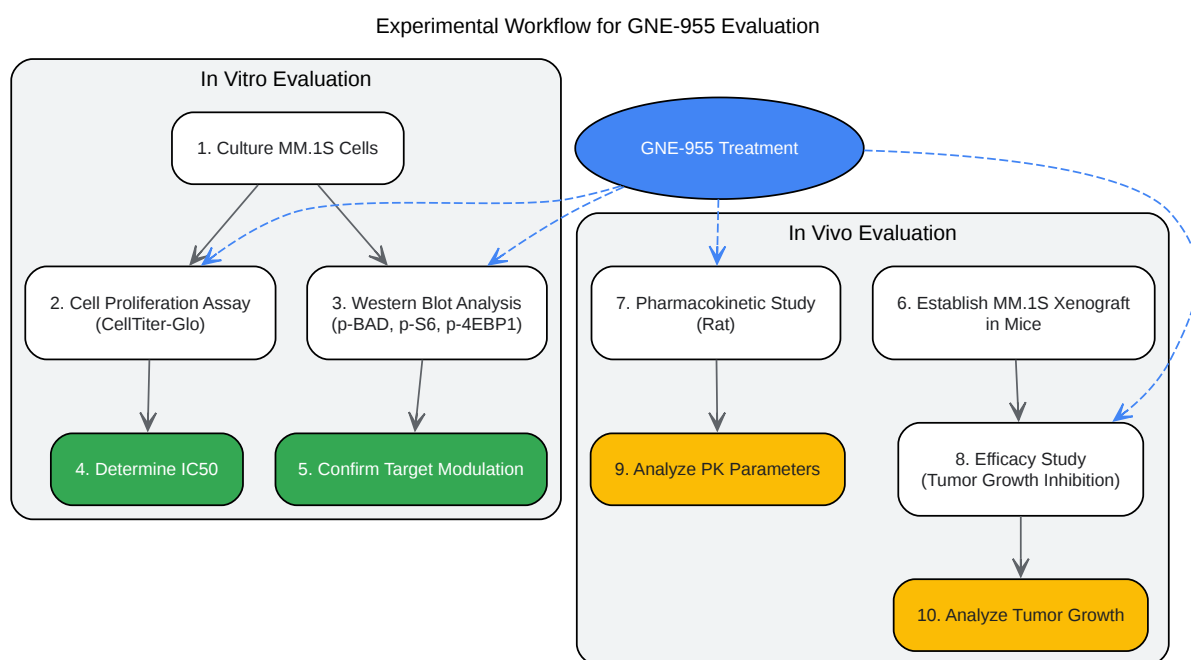 Experimental Workflow for GNE-955 Evaluation
In Vitro Evaluation
1. Culture MM.1S Cells
GNE-955 Treatment
In Vivo Evaluation
2. Cell Proliferation Assay
(CellTiter-Glo)
3. Western Blot Analysis
(p-BAD, p-S6, p-4EBP1)
7. Pharmacokinetic Study
(Rat)
6. Establish MM.1S Xenograft
in Mice
4. Determine IC50
5. Confirm Target Modulation
9. Analyze PK Parameters
8. Efficacy Study
(Tumor Growth Inhibition)
10. Analyze Tumor Growth